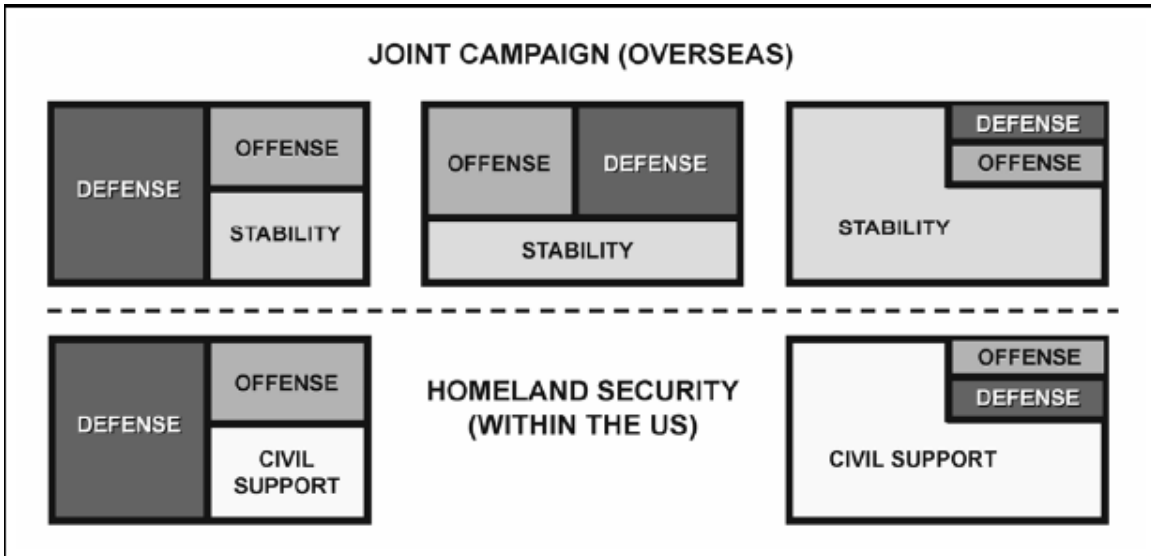 JOINT CAMPAIGN (OVERSEAS)
DEFENSE
OFFENSE
STABILITY
OFFENSE
DEFENSE
STABILITY
DEFENSE
OFFENSE
STABILITY
DEFENSE
OFFENSE
CIVIL
SUPPORT
HOMELAND SECURITY
(WITHIN THE US)
OFFENSE
DEFENSE
CIVIL SUPPORT